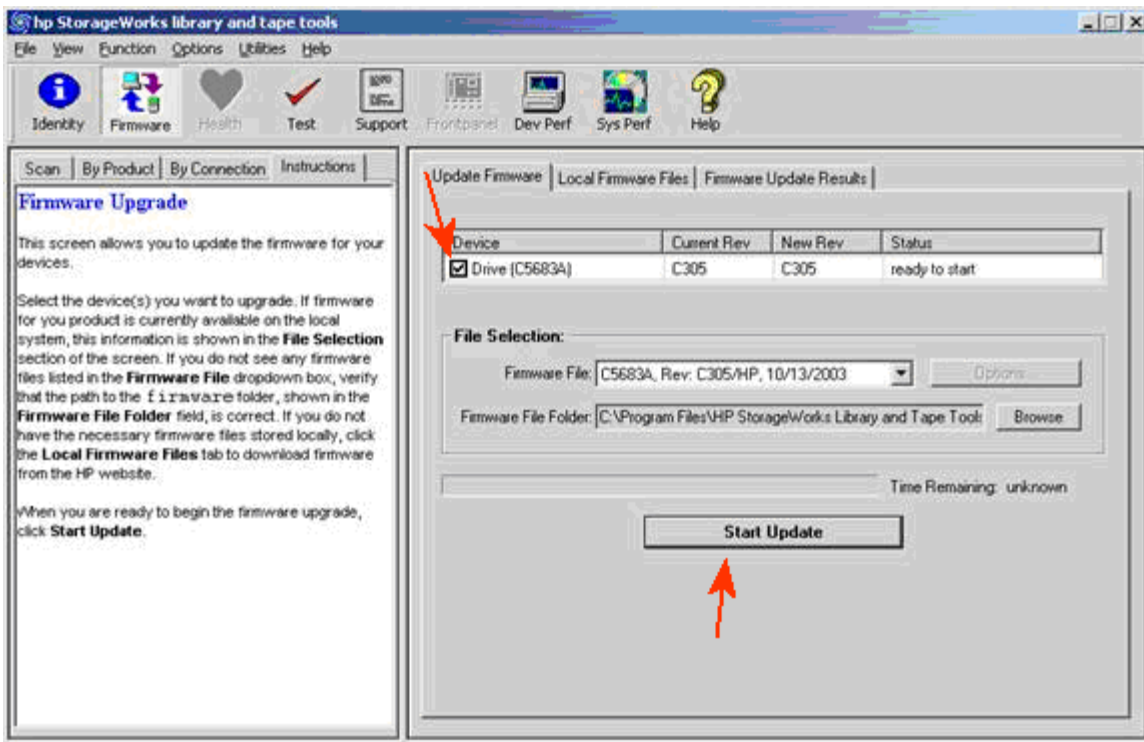 hp StorageWorks library and tape tools
File View Function Options Utilities Help
Identity Firmware Health Test Support Frontpanel Dev Perf Sys Perf Help
Scan By Product By Connection Instructions
Firmware Upgrade
This screen allows you to update the firmware for your
devices.
Select the device(s) you want to upgrade. If firmware
for you product is currently available on the local
system, this information is shown in the File Selection
section of the screen. If you do not see any firmware
files listed in the Firmware File dropdown box, verify
that the path to the firmware folder, shown in the
Firmware File Folder field, is correct. If you do not
have the necessary firmware files stored locally, click
the Local Firmware Files tab to download firmware
from the HP website.
When you are ready to begin the firmware upgrade,
click Start Update.
Update Firmware Local Firmware Files Firmware Update Results
Device Current Rev New Rev Status
Drive (C5683A) C305 C305 ready to start
File Selection:
Firmware File: C5683A, Rev: C305/HP, 10/13/2003 Options...
Firmware File Folder: C:\Program Files\HP StorageWorks Library and Tape Tools Browse
Time Remaining: unknown
Start Update